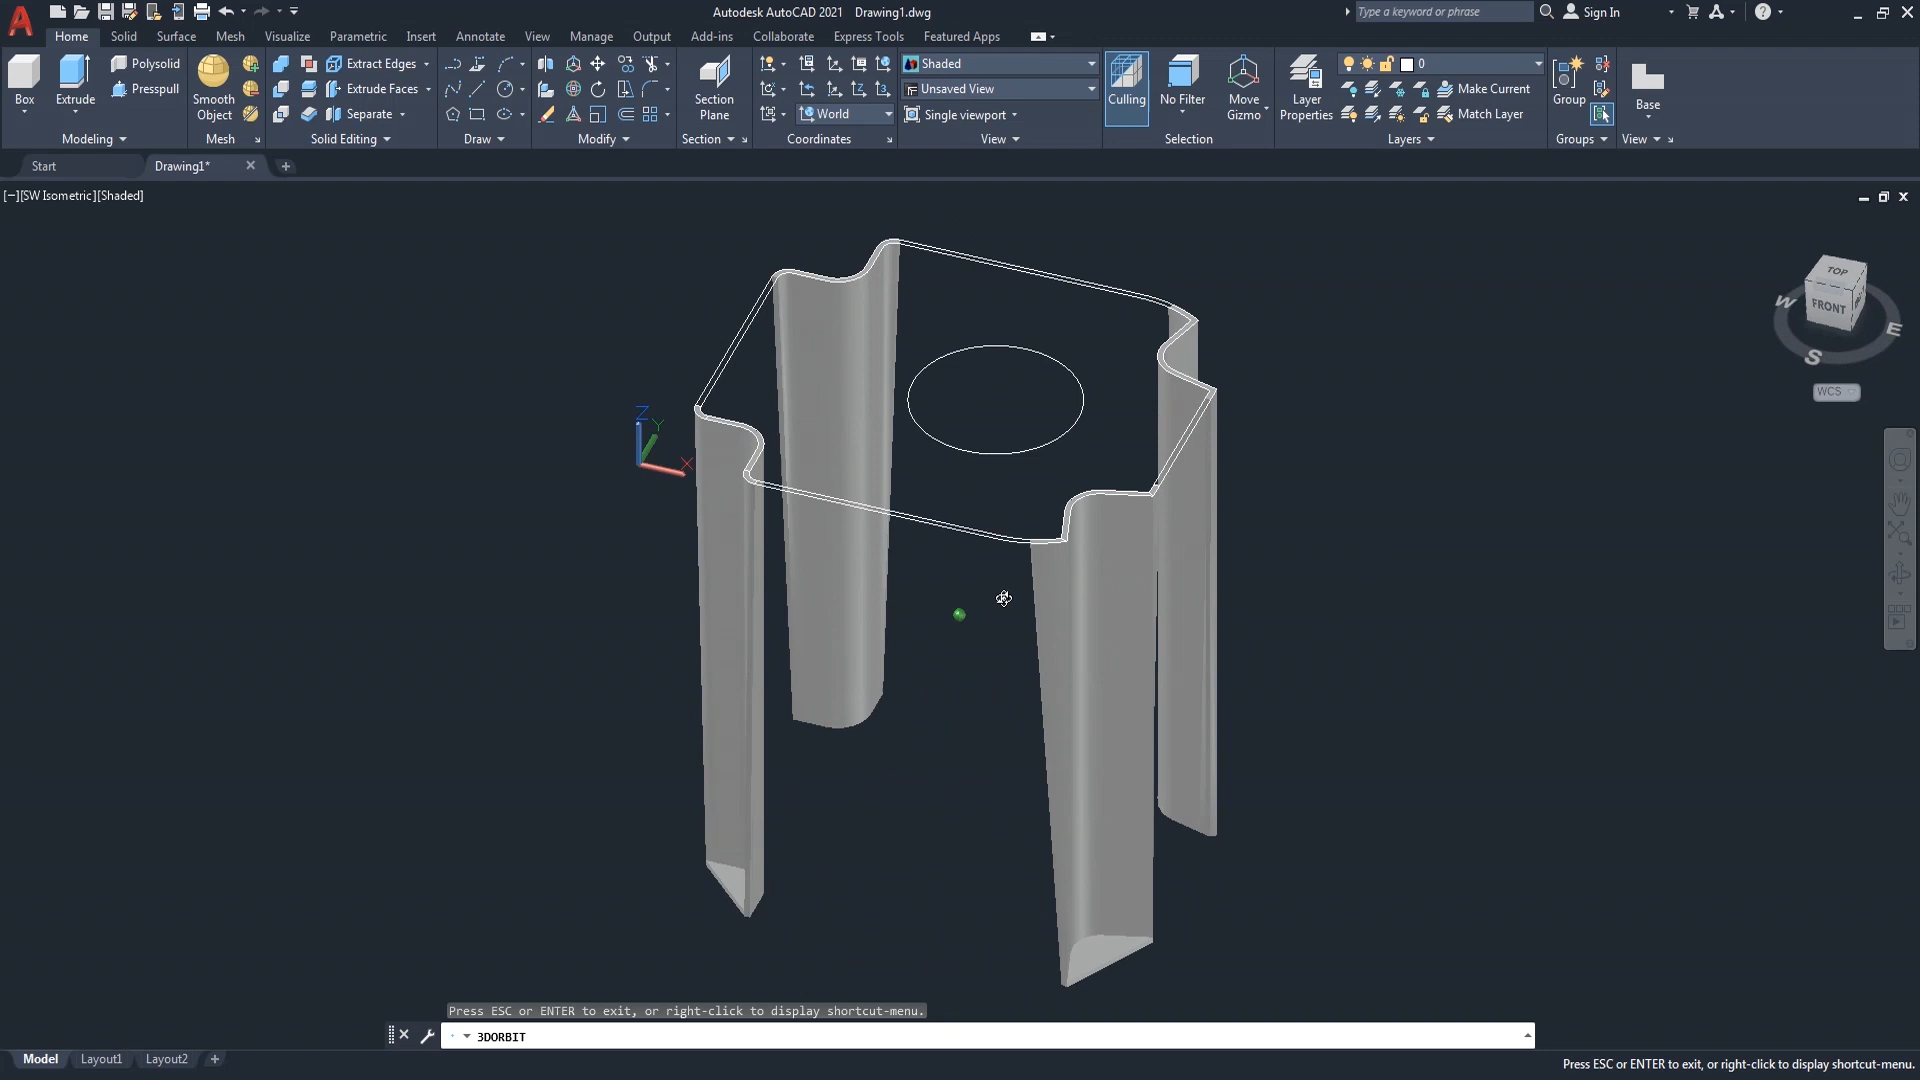 Autodesk AutoCAD 2021 Drawing1.dwg
Type a keyword or phrase
Sign In
Home Solid Surface Mesh Visualize Parametric Insert Annotate View Manage Output Add-ins Collaborate Express Tools Featured Apps
Box
Extrude
Polysolid
Presspull
Modeling
Smooth
Object
Mesh
Extract Edges
Extrude Faces
Separate
Solid Editing
Draw
Modify
Section
Plane
Section
World
Coordinates
Shaded
Unsaved View
Single viewport
View
Culling
No Filter
Move
Gizmo
Selection
Layer
Properties
0
Make Current
Match Layer
Layers
Group
Groups
Base
View
Start
Drawing1*
[−][SW Isometric][Shaded]
TOP
FRONT
W
E
S
WCS
Z
Y
X
Press ESC or ENTER to exit, or right-click to display shortcut-menu.
3DORBIT
Model Layout1 Layout2
Press ESC or ENTER to exit, or right-click to display shortcut-menu.